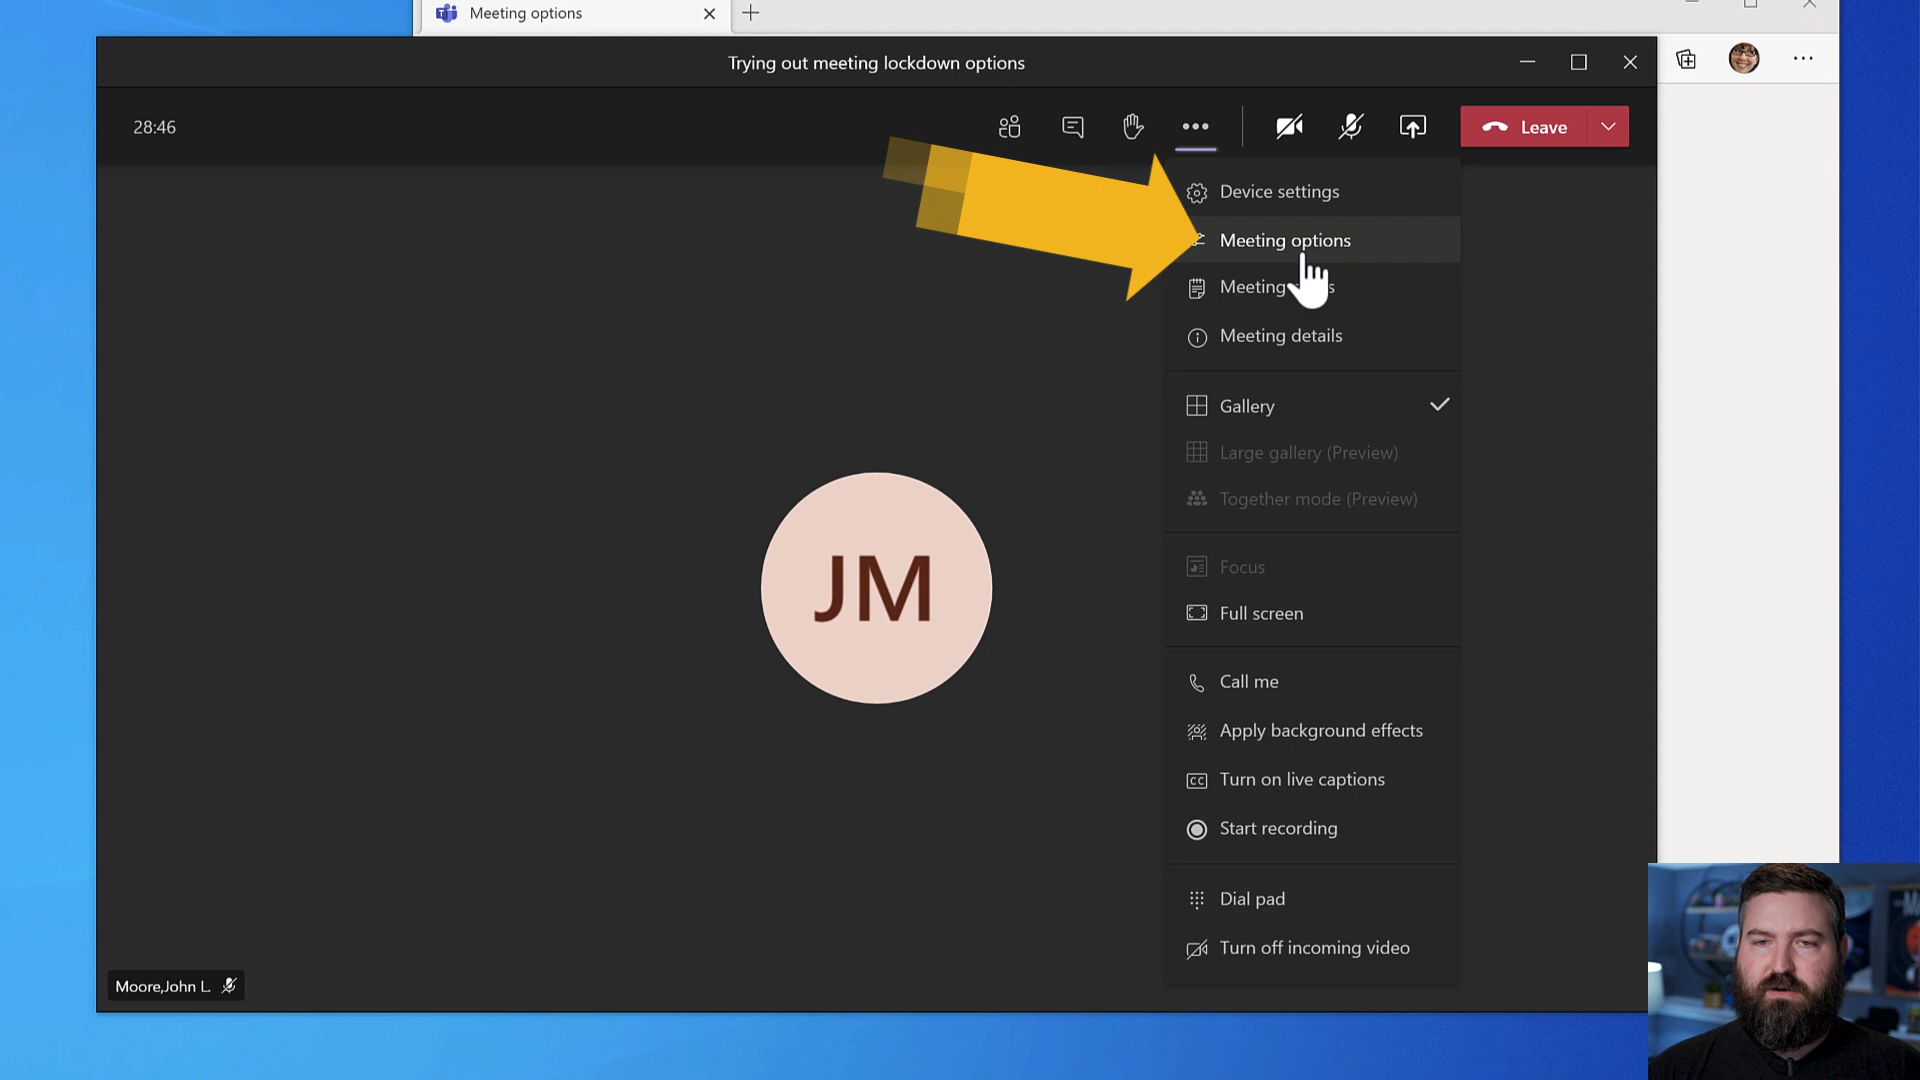 Meeting options
Trying out meeting lockdown options
28:46
Leave
Device settings
Meeting options
Meeting
Meeting details
Gallery
Large gallery (Preview)
Together mode (Preview)
Focus
Full screen
Call me
Apply background effects
CC Turn on live captions
Start recording
Dial pad
Turn off incoming video
JM
Moore,John L.